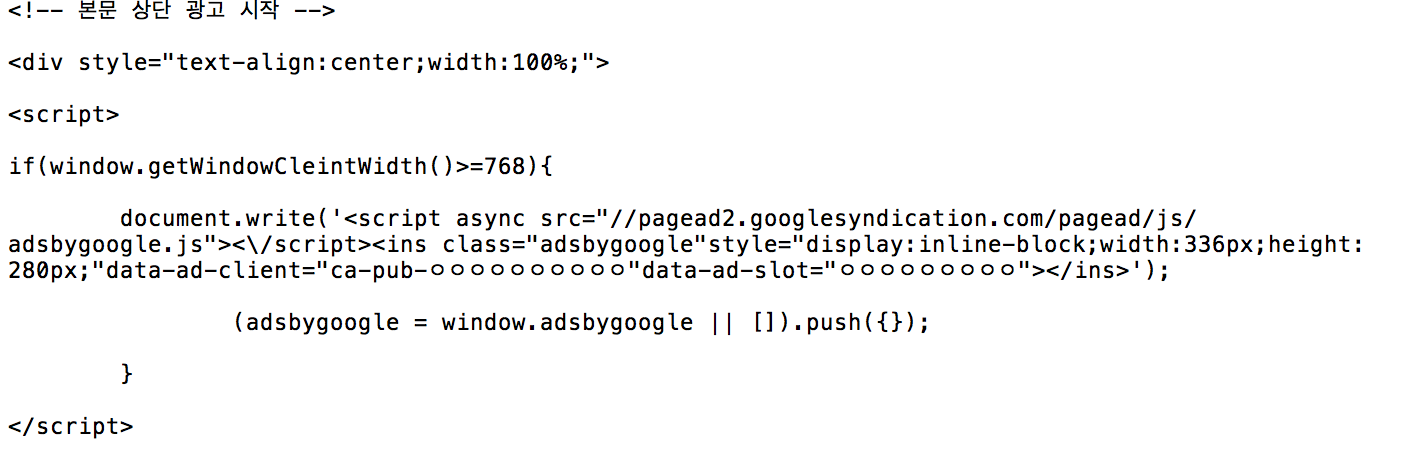 <!-- 본문 상단 광고 시작 -->
<div style="text-align:center;width:100%;">
<script>
if(window.getWindowCleintWidth()>=768){
document.write('<script async src="//pagead2.googlesyndication.com/pagead/js/
adsbygoogle.js"><\/script><ins class="adsbygoogle"style="display:inline-block;width:336px;height:
280px;"data-ad-client="ca-pub-ㅇㅇㅇㅇㅇㅇㅇㅇㅇㅇ"data-ad-slot="ㅇㅇㅇㅇㅇㅇㅇㅇㅇ"></ins>');
(adsbygoogle = window.adsbygoogle || []).push({});
}
</script>